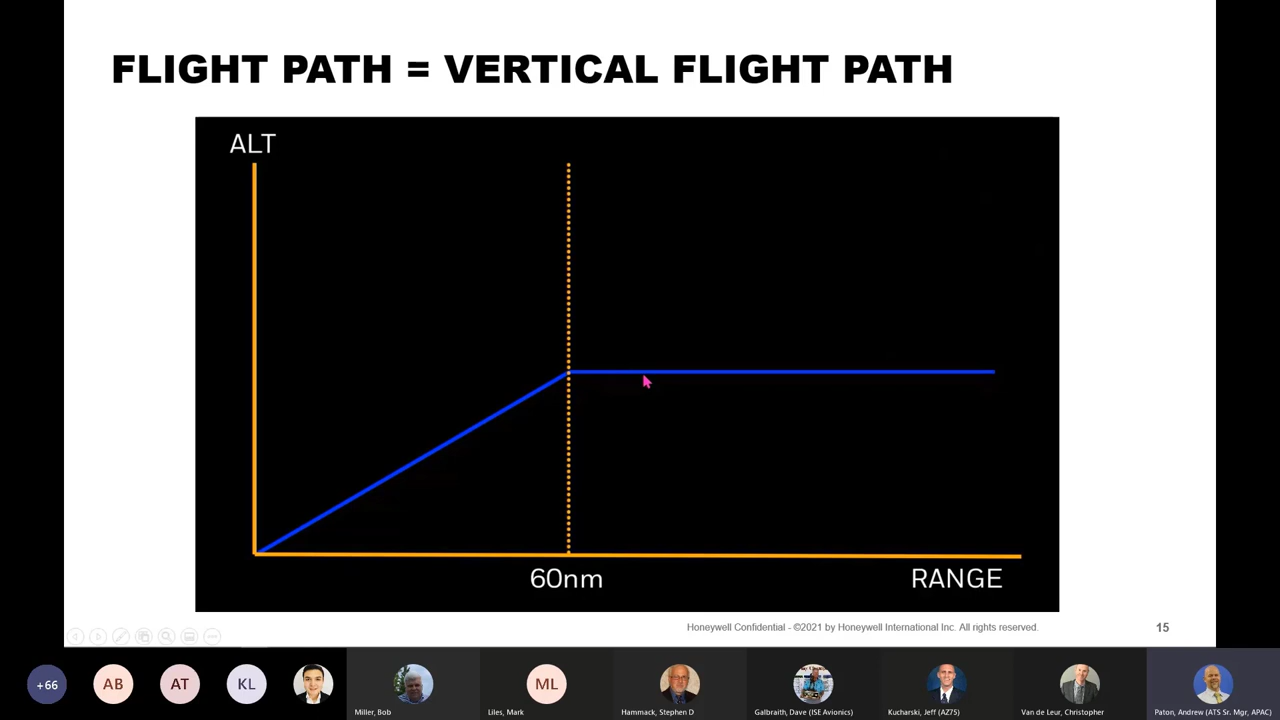 FLIGHT PATH = VERTICAL FLIGHT PATH
ALT
60nm
RANGE
Honeywell Confidential - ©2021 by Honeywell International Inc. All rights reserved.
15
+66
AB
AT
KL
ML
Miller, Bob
Liles, Mark
Hammack, Stephen D
Galbraith, Dave (ISE Avionics)
Kucharski, Jeff (AZ75)
Van de Leur, Christopher
Paton, Andrew (ATS Sr. Mgr, APAC)